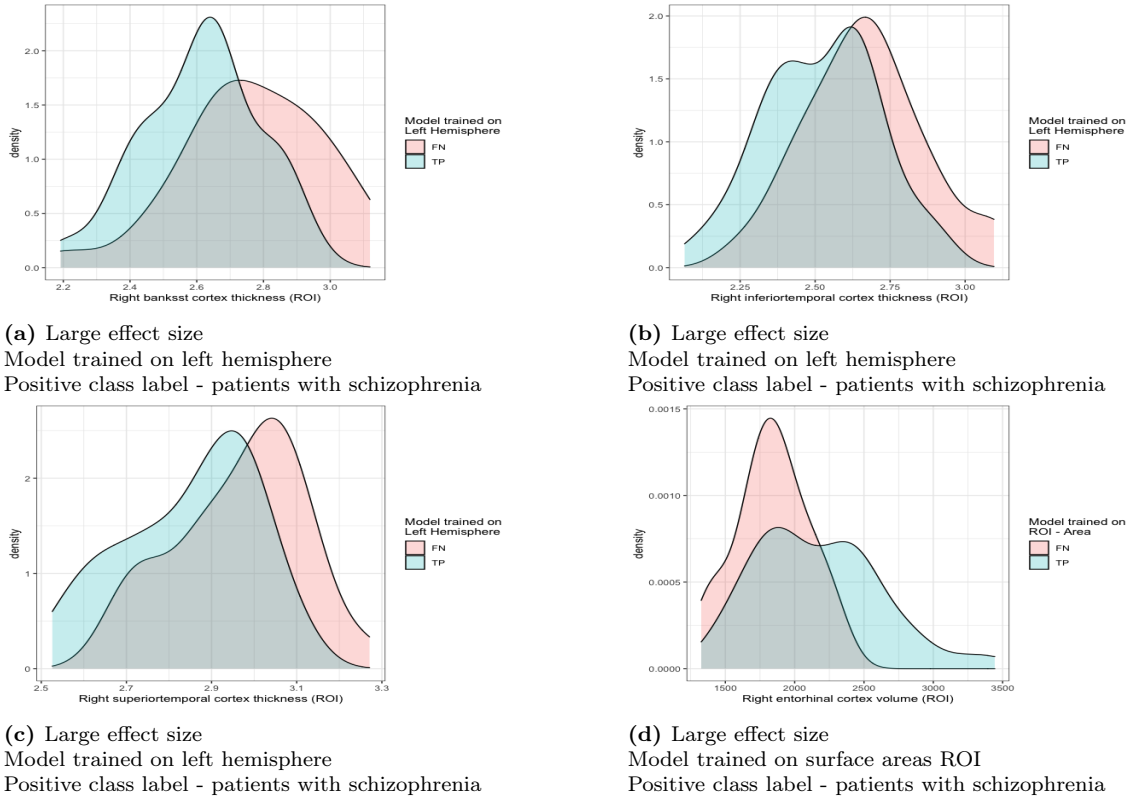 2.0
1.5
1.0
0.5
0.0
density
2.2 2.4 2.6 2.8 3.0
Right bankssts cortex thickness (ROI)
Model trained on
Left Hemisphere
FN
TP
(a) Large effect size
Model trained on left hemisphere
Positive class label - patients with schizophrenia
2.0
1.5
1.0
0.5
0.0
density
2.25 2.50 2.75 3.00
Right inferiortemporal cortex thickness (ROI)
Model trained on
Left Hemisphere
FN
TP
(b) Large effect size
Model trained on left hemisphere
Positive class label - patients with schizophrenia
2
1
0
density
2.5 2.7 2.9 3.1 3.3
Right superiortemporal cortex thickness (ROI)
Model trained on
Left Hemisphere
FN
TP
(c) Large effect size
Model trained on left hemisphere
Positive class label - patients with schizophrenia
0.0015
0.0010
0.0005
0.0000
density
1500 2000 2500 3000 3500
Right entorhinal cortex volume (ROI)
Model trained on
ROI - Area
FN
TP
(d) Large effect size
Model trained on surface areas ROI
Positive class label - patients with schizophrenia